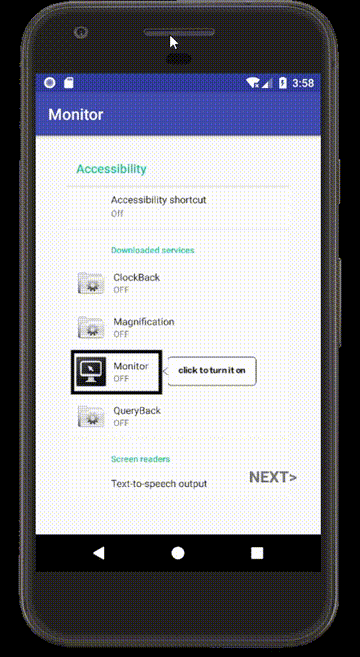 3:58
Monitor
Accessibility
Accessibility shortcut
Off
Downloaded services
ClockBack
OFF
Magnification
OFF
Monitor
OFF
click to turn it on
QueryBack
OFF
Screen readers
Text-to-speech output
NEXT>